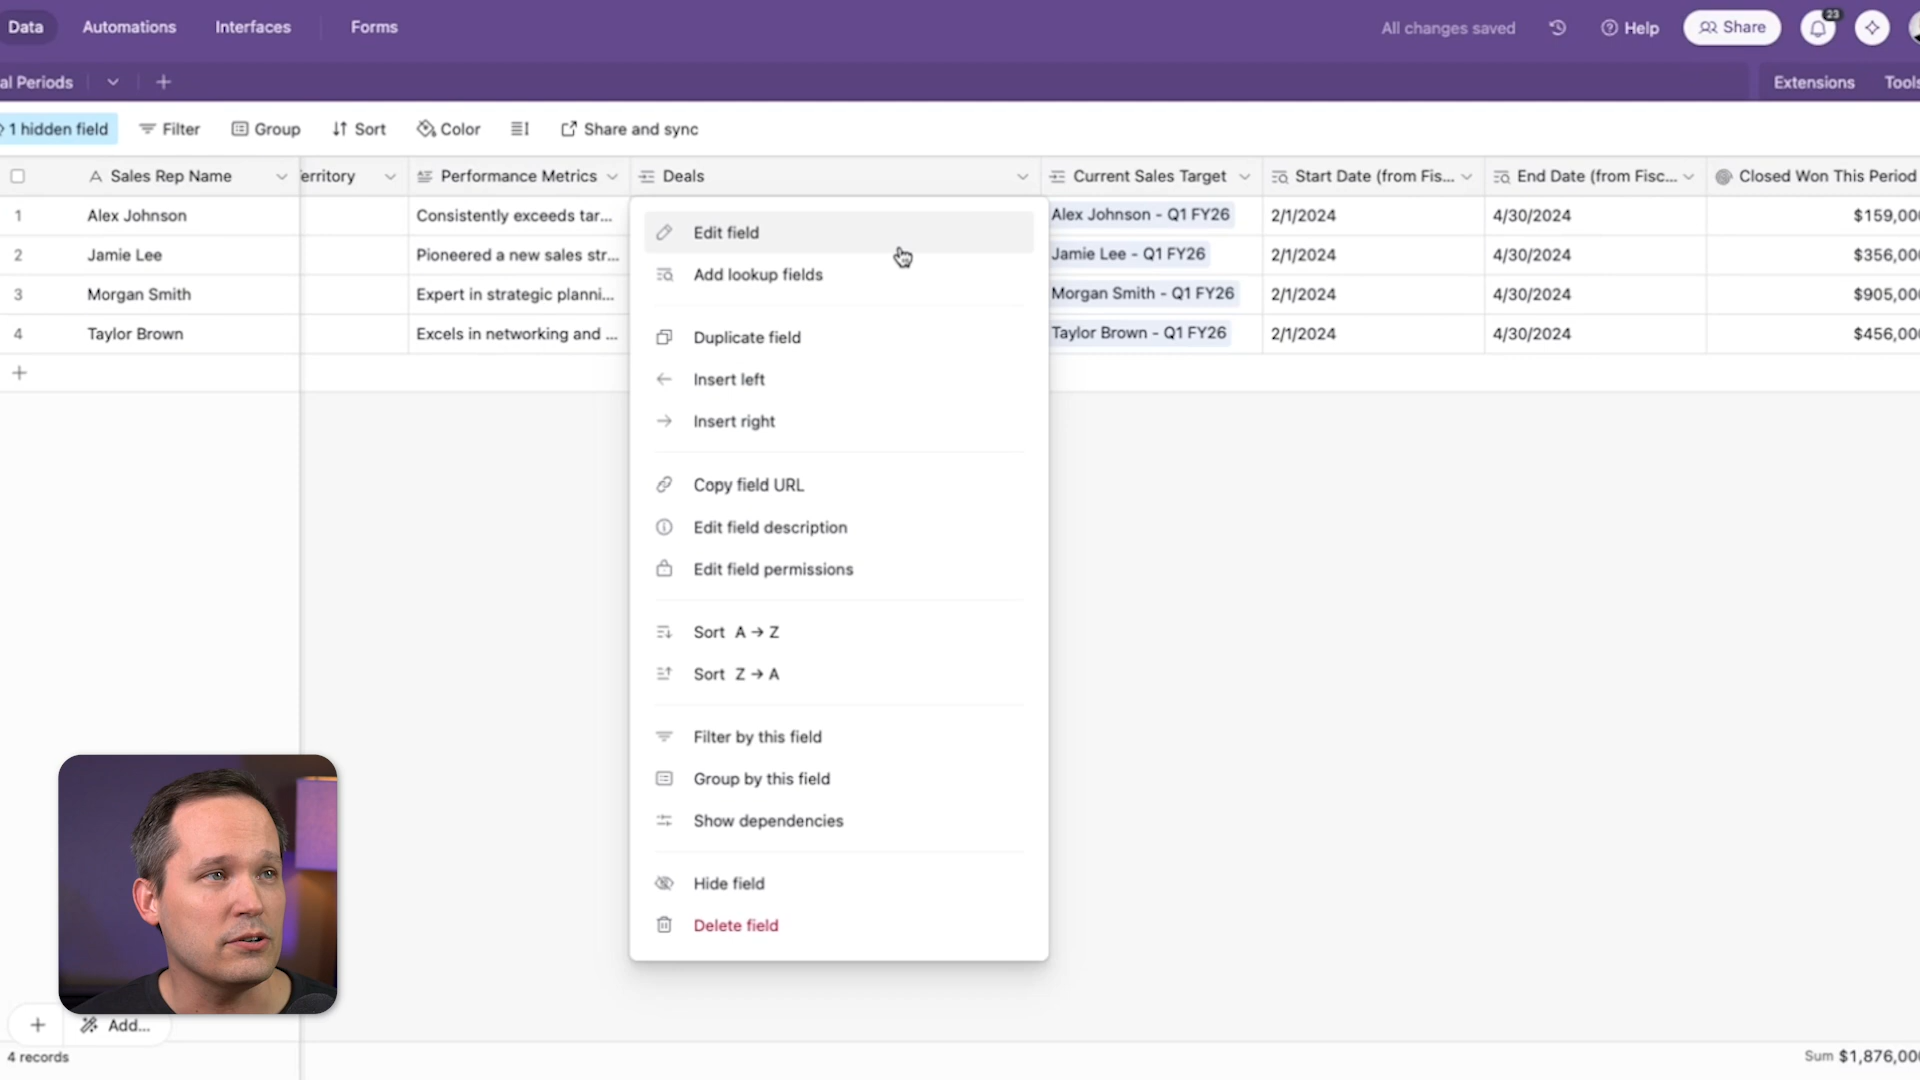 Data Automations Interfaces Forms All changes saved Help Share 23
al Periods Extensions Tools
1 hidden field Filter Group Sort Color Share and sync
Sales Rep Name erritory Performance Metrics Deals Current Sales Target Start Date (from Fis... End Date (from Fisc... Closed Won This Period
1 Alex Johnson Consistently exceeds tar... Alex Johnson - Q1 FY26 2/1/2024 4/30/2024 $159,000
2 Jamie Lee Pioneered a new sales str... Jamie Lee - Q1 FY26 2/1/2024 4/30/2024 $356,000
3 Morgan Smith Expert in strategic planni... Morgan Smith - Q1 FY26 2/1/2024 4/30/2024 $905,000
4 Taylor Brown Excels in networking and ... Taylor Brown - Q1 FY26 2/1/2024 4/30/2024 $456,000
Edit field
Add lookup fields
Duplicate field
Insert left
Insert right
Copy field URL
Edit field description
Edit field permissions
Sort A → Z
Sort Z → A
Filter by this field
Group by this field
Show dependencies
Hide field
Delete field
Add...
4 records Sum $1,876,000